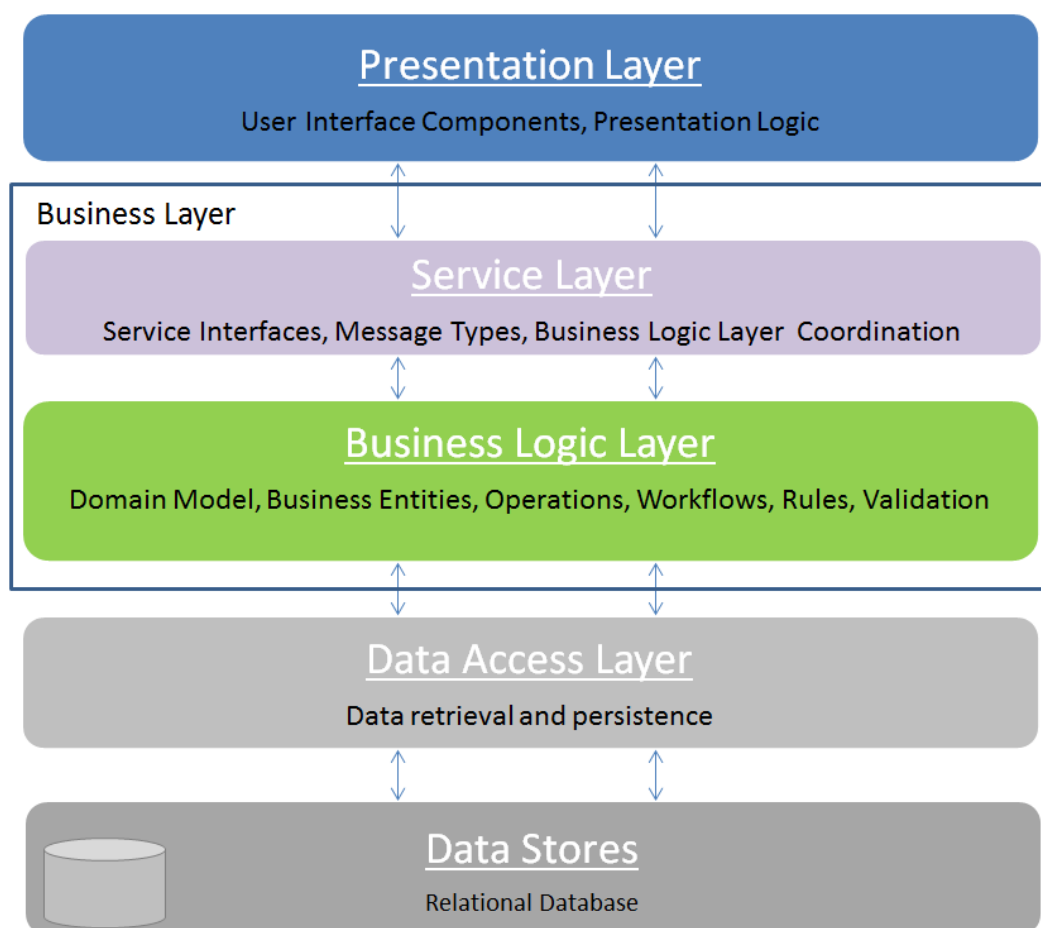 Presentation Layer
User Interface Components, Presentation Logic
Business Layer
Service Layer
Service Interfaces, Message Types, Business Logic Layer Coordination
Business Logic Layer
Domain Model, Business Entities, Operations, Workflows, Rules, Validation
Data Access Layer
Data retrieval and persistence
Data Stores
Relational Database